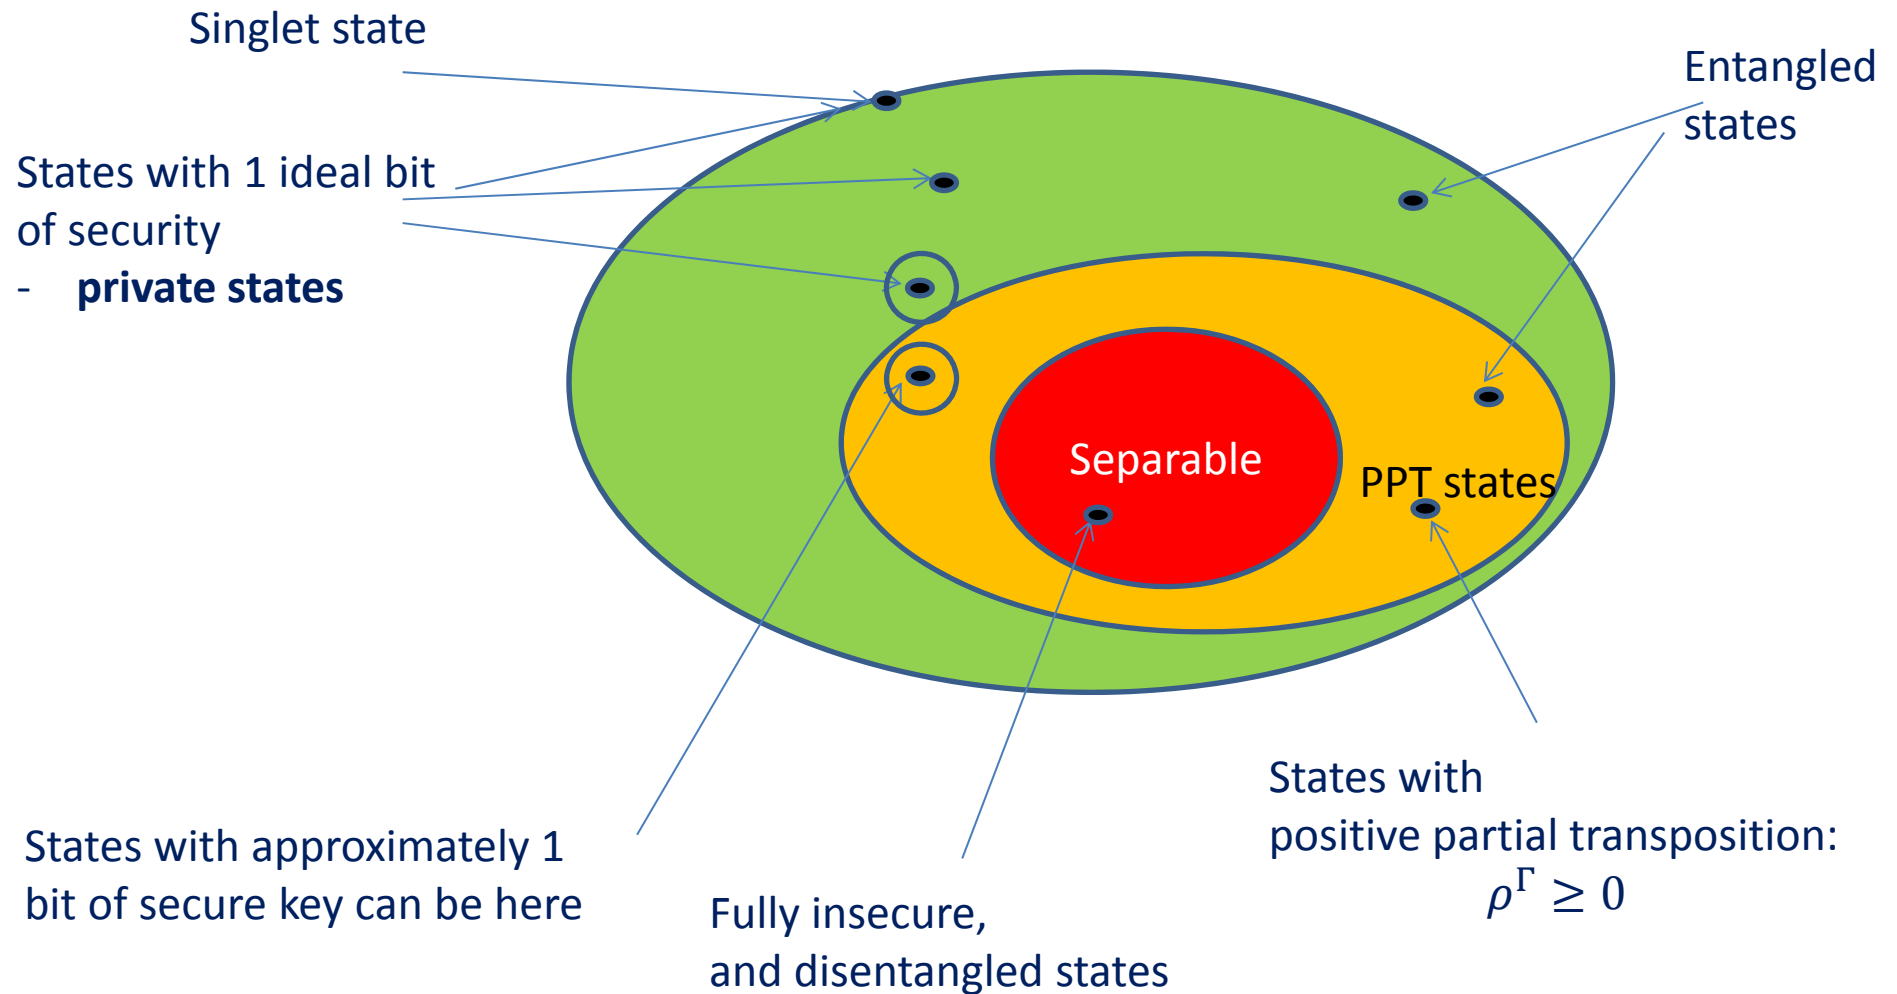 Singlet state
Entangled
states
States with 1 ideal bit
of security
- private states
Separable
PPT states
States with
positive partial transposition:
ρ^Γ ≥ 0
States with approximately 1
bit of secure key can be here
Fully insecure,
and disentangled states